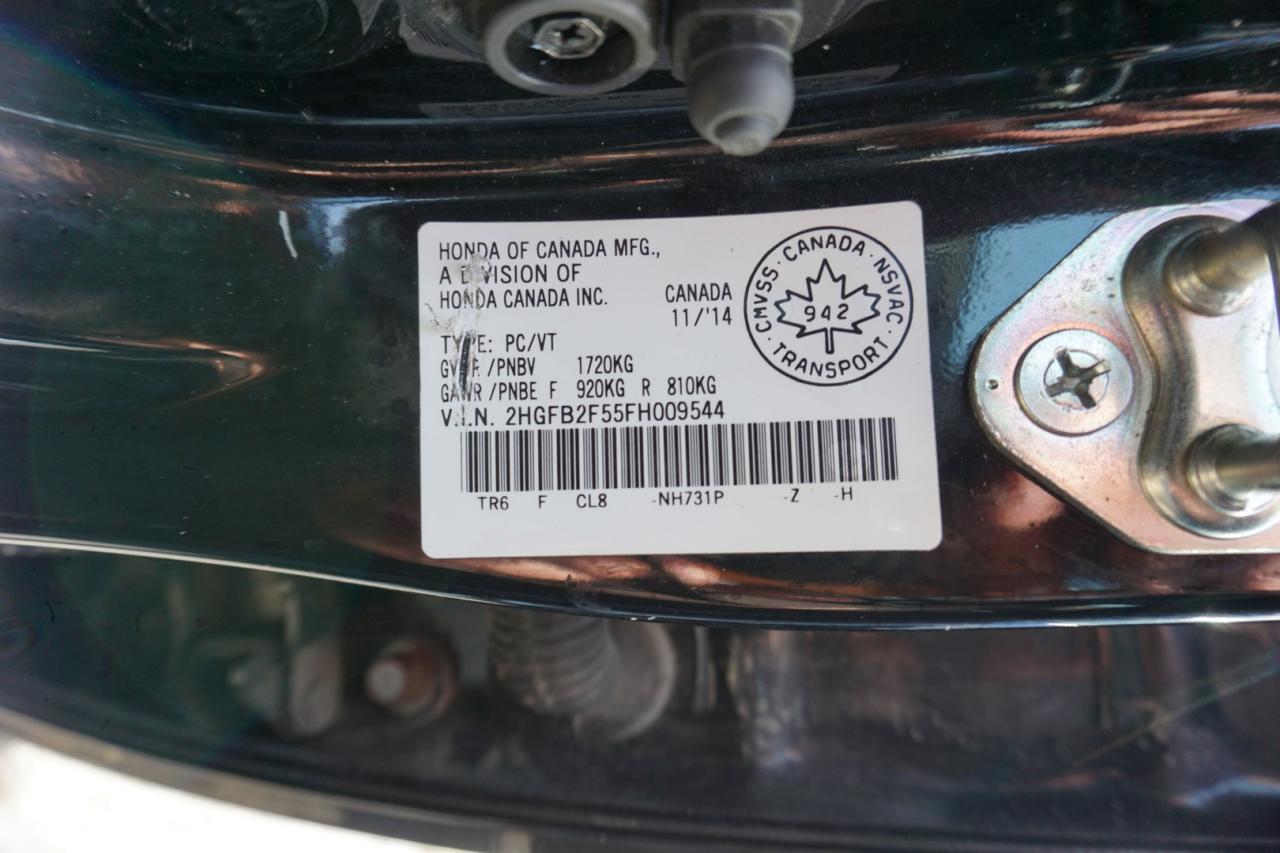 HONDA OF CANADA MFG.,
A DIVISION OF
HONDA CANADA INC.
CANADA
11/'14
CMVSS · CANADA · NSVAC · TRANSPORT ·
942
TYPE: PC/VT
GVWR/PNBV 1720KG
GAWR/PNBE F 920KG R 810KG
V.I.N. 2HGFB2F55FH009544
TR6 F CL8 -NH731P -Z -H